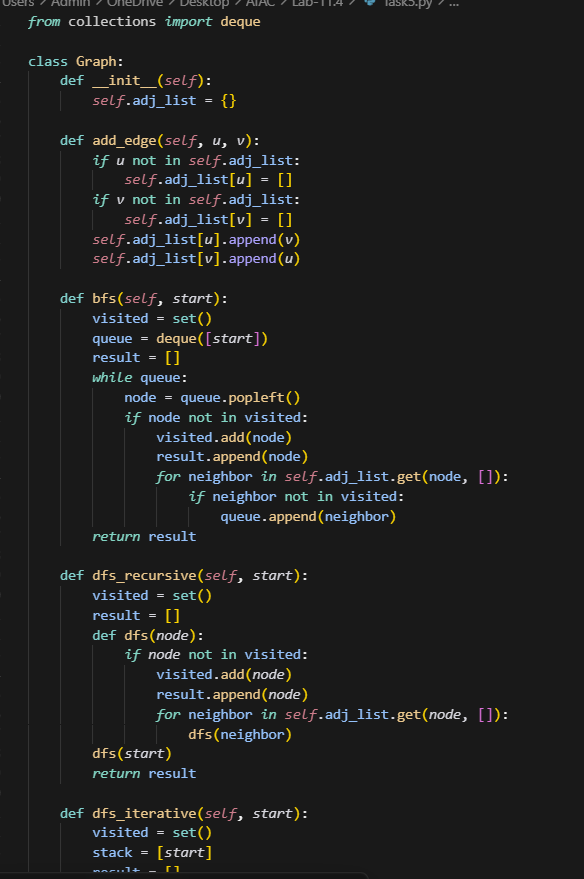 Users > Admin > OneDrive > Desktop > AIAC > Lab-11.4 > Task5.py > ...
from collections import deque
class Graph:
    def __init__(self):
        self.adj_list = {}
    def add_edge(self, u, v):
        if u not in self.adj_list:
            self.adj_list[u] = []
        if v not in self.adj_list:
            self.adj_list[v] = []
        self.adj_list[u].append(v)
        self.adj_list[v].append(u)
    def bfs(self, start):
        visited = set()
        queue = deque([start])
        result = []
        while queue:
            node = queue.popleft()
            if node not in visited:
                visited.add(node)
                result.append(node)
                for neighbor in self.adj_list.get(node, []):
                    if neighbor not in visited:
                        queue.append(neighbor)
        return result
    def dfs_recursive(self, start):
        visited = set()
        result = []
        def dfs(node):
            if node not in visited:
                visited.add(node)
                result.append(node)
                for neighbor in self.adj_list.get(node, []):
                    dfs(neighbor)
        dfs(start)
        return result
    def dfs_iterative(self, start):
        visited = set()
        stack = [start]
        result = []